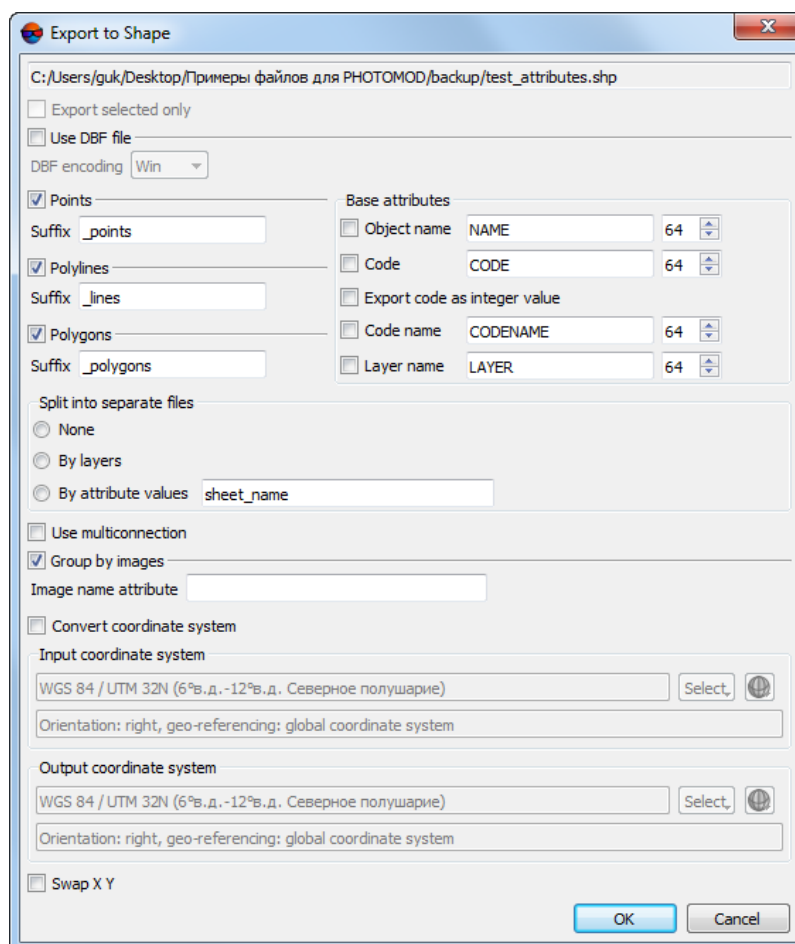 Export to Shape
C:/Users/guk/Desktop/Примеры файлов для PHOTOMOD/backup/test_attributes.shp
Export selected only
Use DBF file
DBF encoding Win
Points
Suffix _points
Polylines
Suffix _lines
Polygons
Suffix _polygons
Base attributes
Object name NAME 64
Code CODE 64
Export code as integer value
Code name CODENAME 64
Layer name LAYER 64
Split into separate files
None
By layers
By attribute values sheet_name
Use multiconnection
Group by images
Image name attribute
Convert coordinate system
Input coordinate system
WGS 84 / UTM 32N (6°в.д.-12°в.д. Северное полушарие) Select
Orientation: right, geo-referencing: global coordinate system
Output coordinate system
WGS 84 / UTM 32N (6°в.д.-12°в.д. Северное полушарие) Select
Orientation: right, geo-referencing: global coordinate system
Swap X Y
OK Cancel